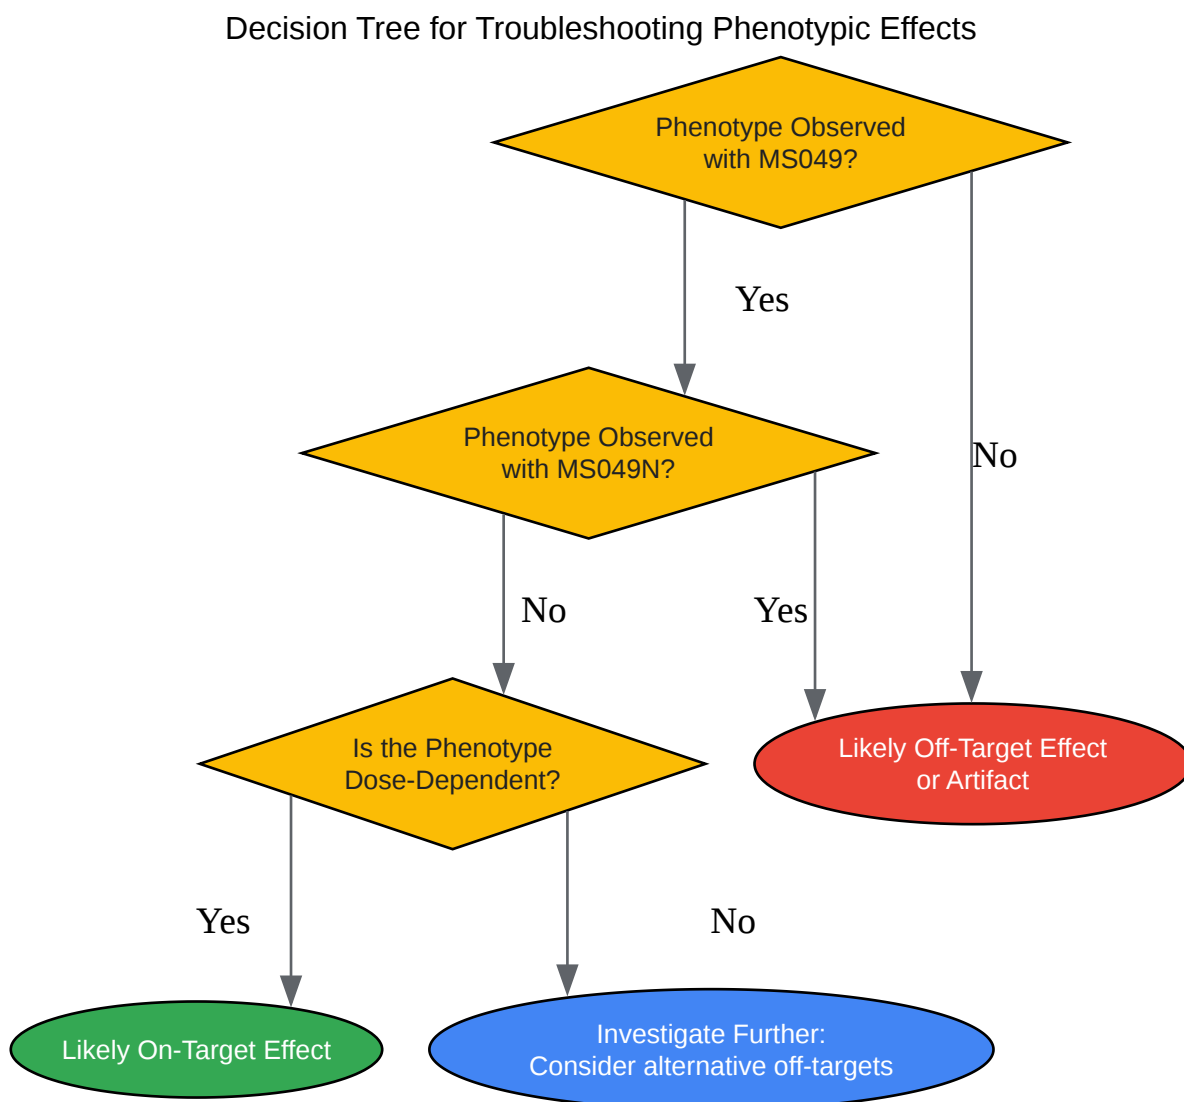 Decision Tree for Troubleshooting Phenotypic Effects
Phenotype Observed
with MS049?
Yes
No
Phenotype Observed
with MS049N?
No
Yes
Is the Phenotype
Dose-Dependent?
Likely Off-Target Effect
or Artifact
Yes
No
Likely On-Target Effect
Investigate Further:
Consider alternative off-targets